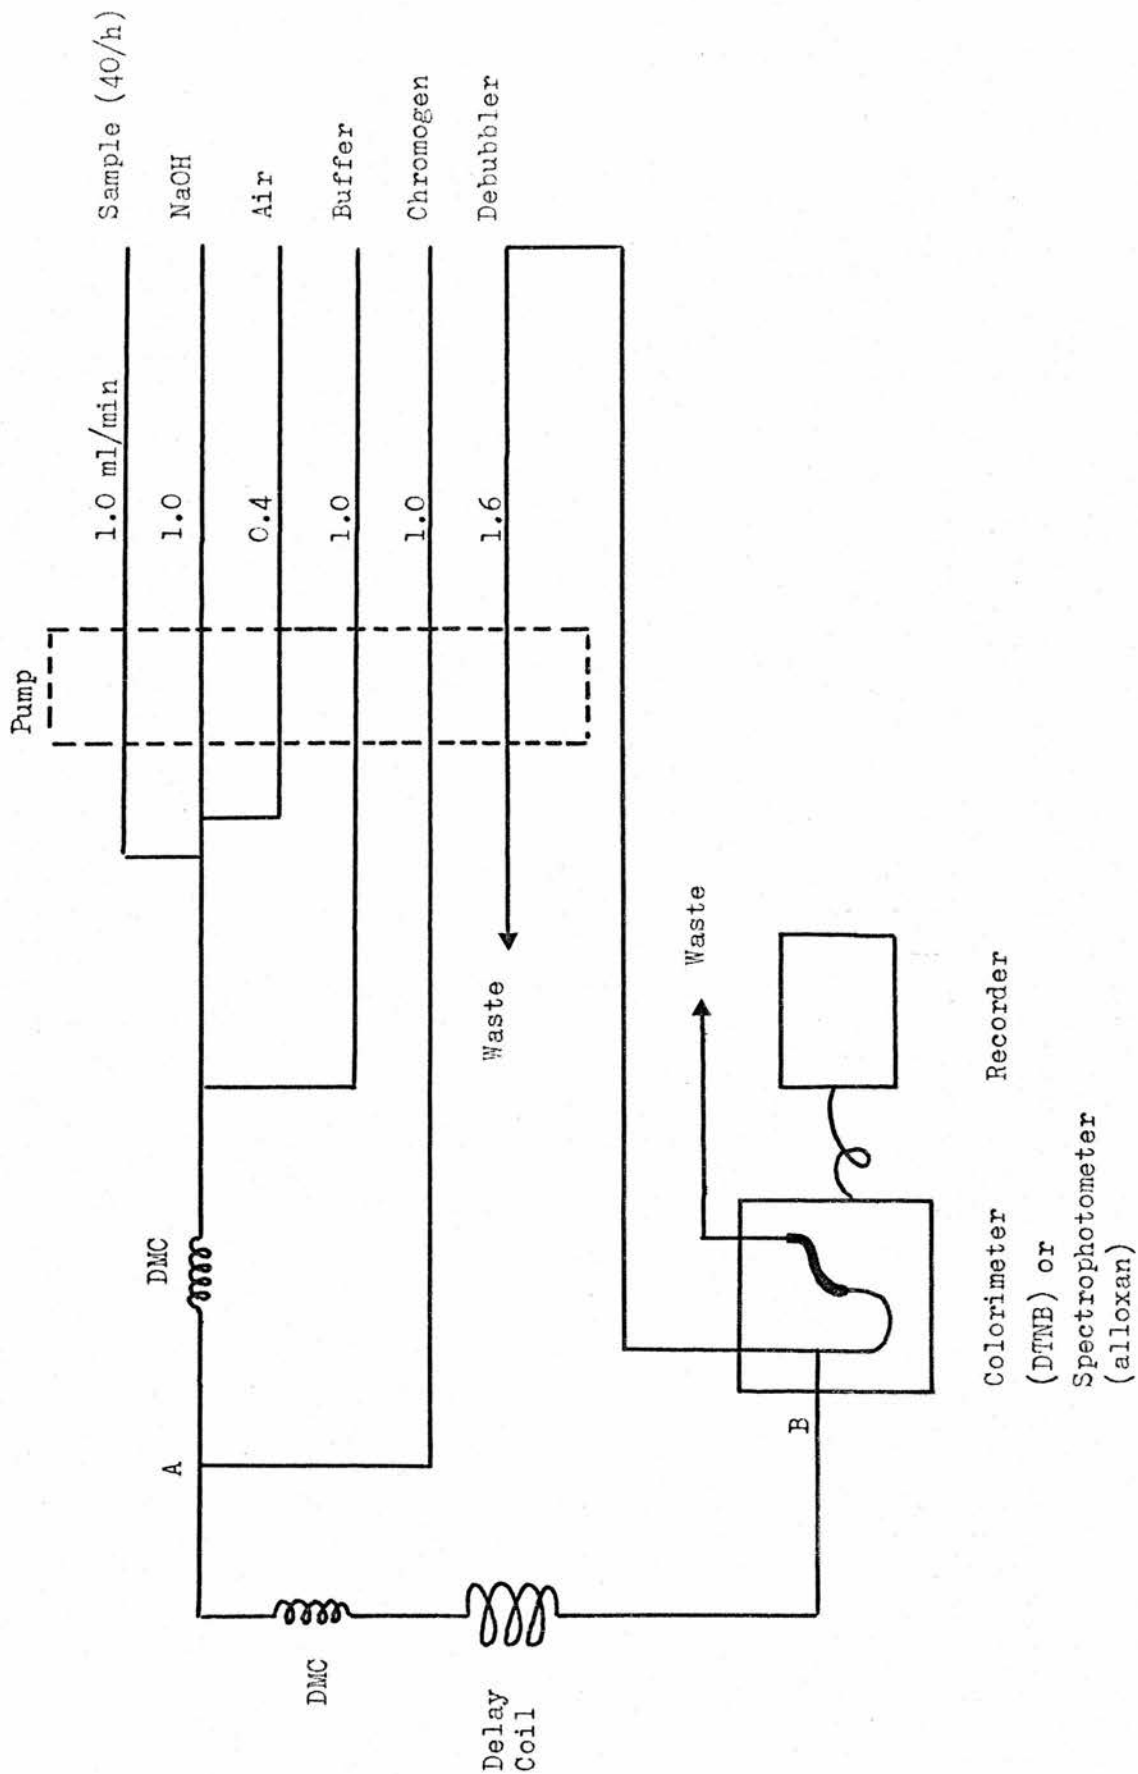 Pump
1.0 ml/min
Sample (40/h)
1.0
NaOH
0.4
Air
1.0
Buffer
1.0
Chromogen
1.6
Debubbler
Waste
DMC
A
DMC
Delay
Coil
B
Waste
Colorimeter
(DTNB) or
Spectrophotometer
(alloxan)
Recorder